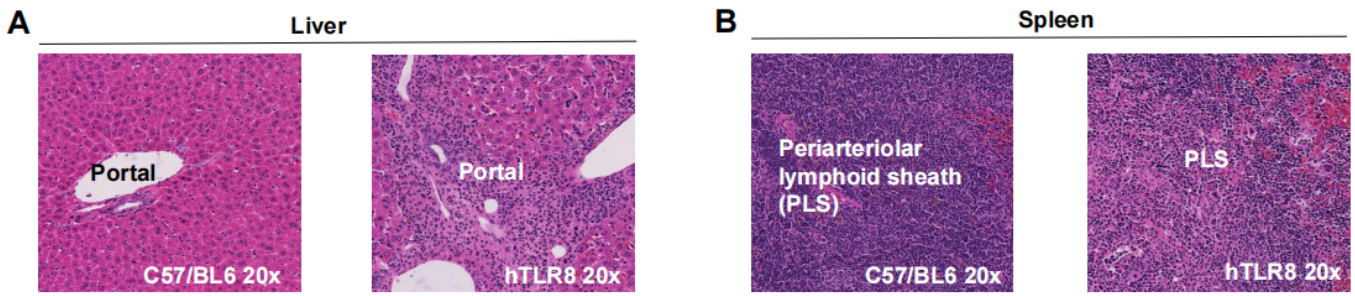 A
Liver
Portal
C57/BL6 20x
Portal
hTLR8 20x
B
Spleen
Periarteriolar
lymphoid sheath
(PLS)
C57/BL6 20x
PLS
hTLR8 20x